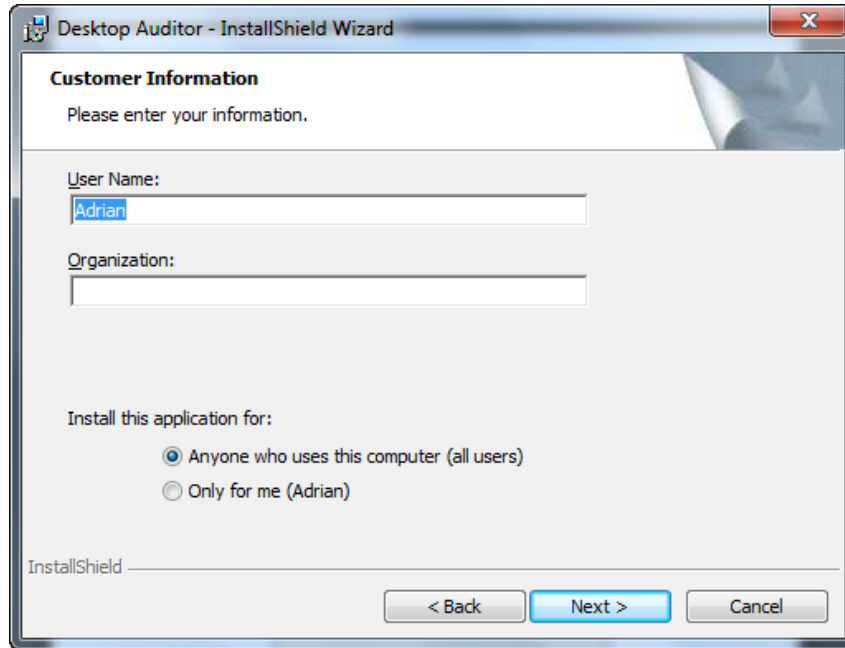 Desktop Auditor - InstallShield Wizard
Customer Information
Please enter your information.
User Name:
Adrian
Organization:
Install this application for:
Anyone who uses this computer (all users)
Only for me (Adrian)
InstallShield
< Back Next > Cancel